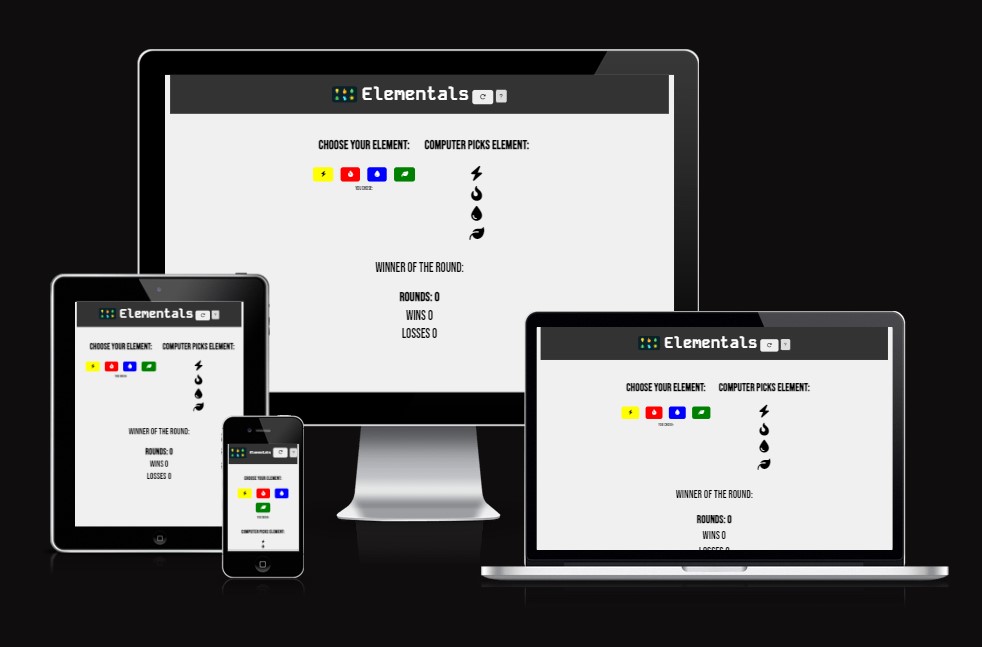 Elementals ?
CHOOSE YOUR ELEMENT: COMPUTER PICKS ELEMENT:
YOU CHOSE:
WINNER OF THE ROUND:
ROUNDS: 0
WINS 0
LOSSES 0
Elementals ?
CHOOSE YOUR ELEMENT: COMPUTER PICKS ELEMENT:
YOU CHOSE:
WINNER OF THE ROUND:
ROUNDS: 0
WINS 0
LOSSES 0
Elementals
CHOOSE YOUR ELEMENT:
YOU CHOSE:
COMPUTER PICKS ELEMENT:
Elementals ?
CHOOSE YOUR ELEMENT: COMPUTER PICKS ELEMENT:
YOU CHOSE:
WINNER OF THE ROUND:
ROUNDS: 0
WINS 0
LOSSES 0